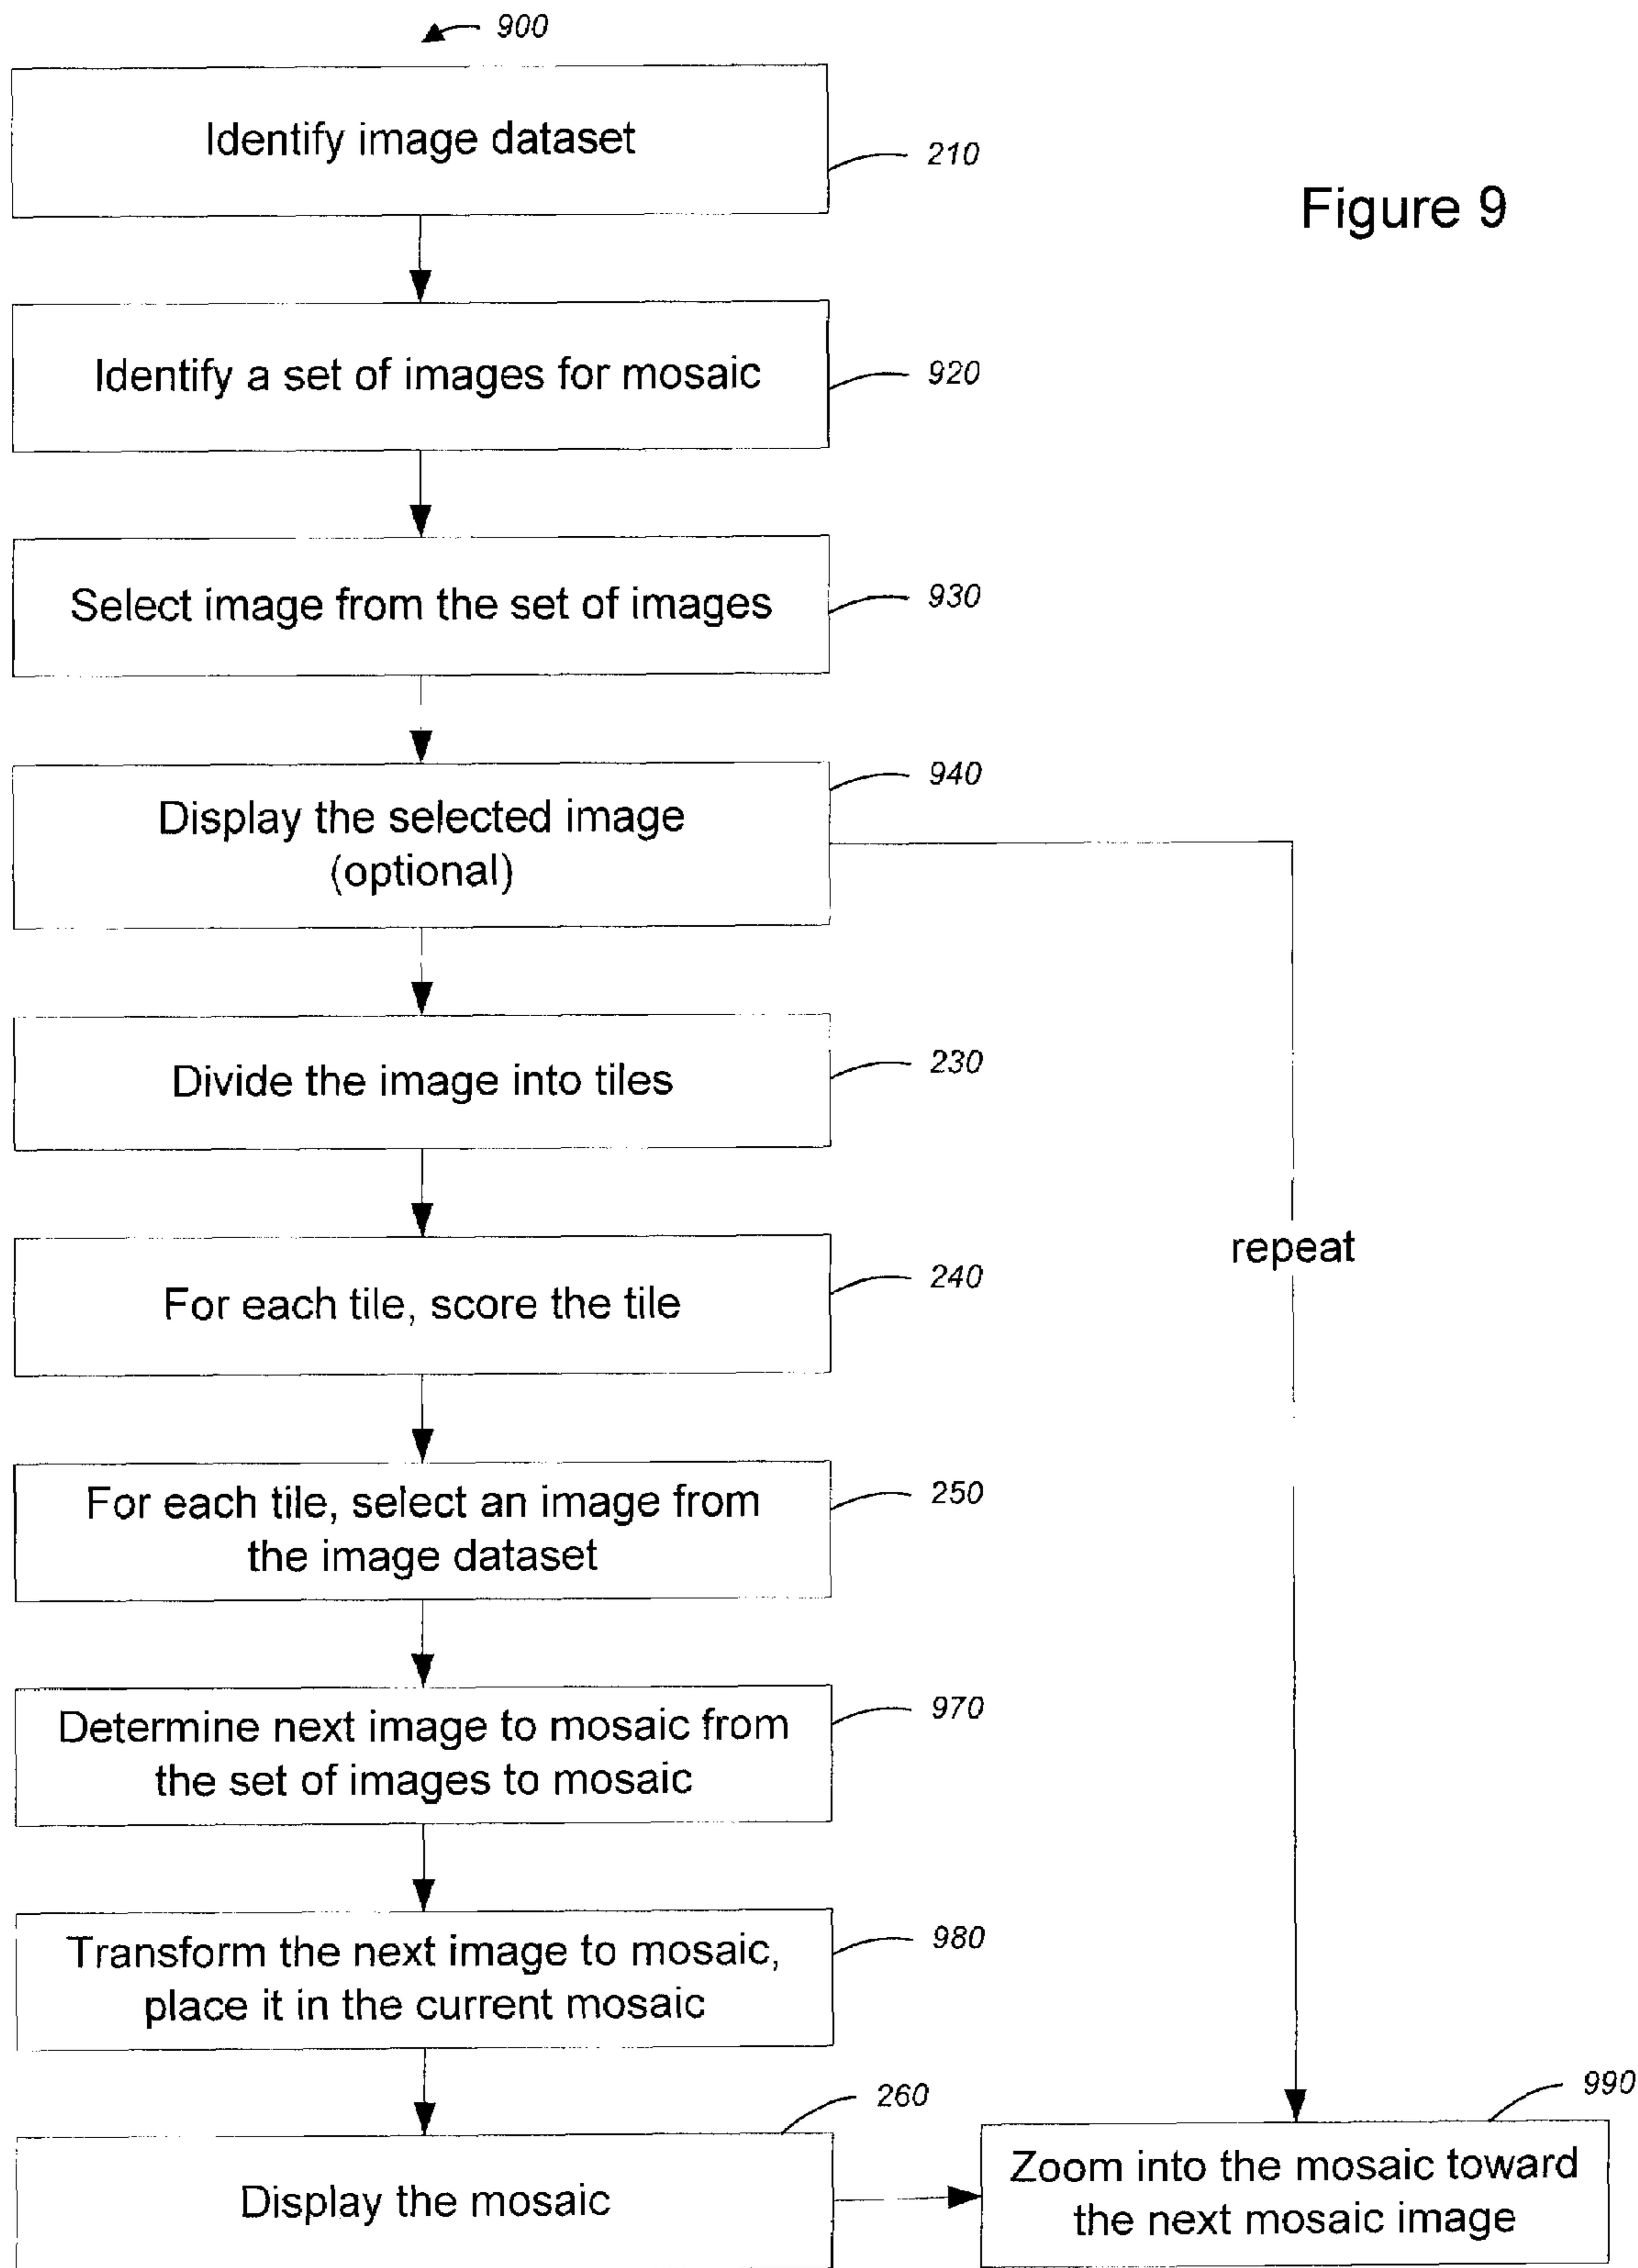 900
Identify image dataset
210
Figure 9
Identify a set of images for mosaic
920
Select image from the set of images
930
Display the selected image
(optional)
940
Divide the image into tiles
230
For each tile, score the tile
240
repeat
For each tile, select an image from
the image dataset
250
Determine next image to mosaic from
the set of images to mosaic
970
Transform the next image to mosaic,
place it in the current mosaic
980
Display the mosaic
260
Zoom into the mosaic toward
the next mosaic image
990